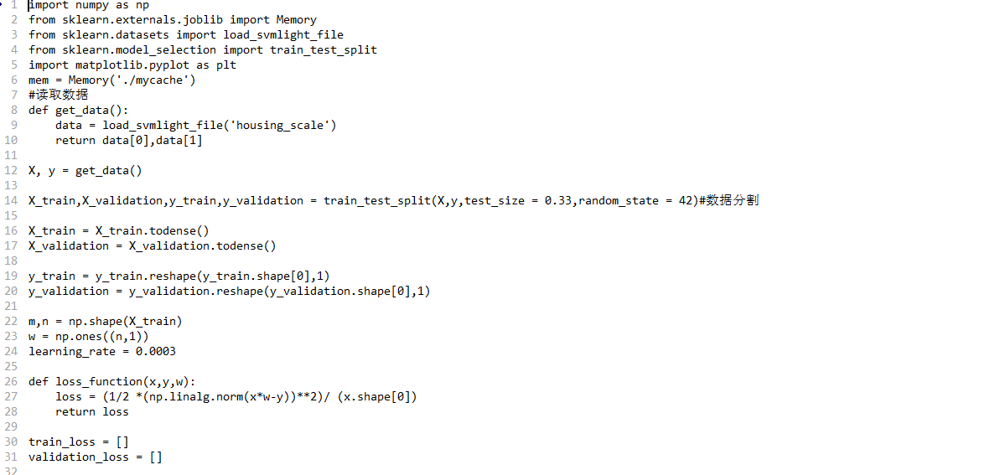 1 import numpy as np
2 from sklearn.externals.joblib import Memory
3 from sklearn.datasets import load_svmlight_file
4 from sklearn.model_selection import train_test_split
5 import matplotlib.pyplot as plt
6 mem = Memory('./mycache')
7 #读取数据
8 def get_data():
9     data = load_svmlight_file('housing_scale')
10     return data[0],data[1]
11
12 X, y = get_data()
13
14 X_train,X_validation,y_train,y_validation = train_test_split(X,y,test_size = 0.33,random_state = 42)#数据分割
15
16 X_train = X_train.todense()
17 X_validation = X_validation.todense()
18
19 y_train = y_train.reshape(y_train.shape[0],1)
20 y_validation = y_validation.reshape(y_validation.shape[0],1)
21
22 m,n = np.shape(X_train)
23 w = np.ones((n,1))
24 learning_rate = 0.0003
25
26 def loss_function(x,y,w):
27     loss = (1/2 *(np.linalg.norm(x*w-y))**2)/ (x.shape[0])
28     return loss
29
30 train_loss = []
31 validation_loss = []
32